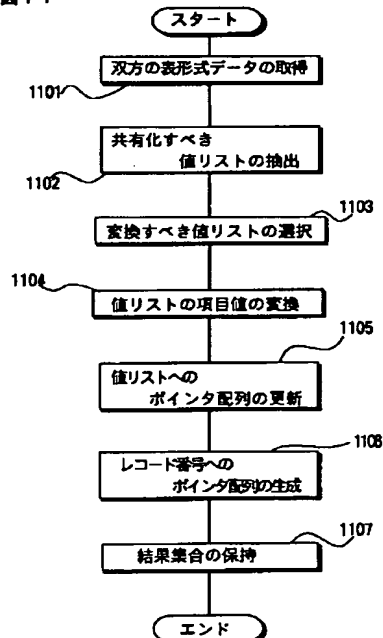 スタート
双方の表形式データの取得
1101
共有化すべき
値リストの抽出
1102
1103
変換すべき値リストの選択
1104
値リストの項目値の変換
1105
値リストへの
ポインタ配列の更新
1106
レコード番号への
ポインタ配列の生成
1107
結果集合の保持
エンド